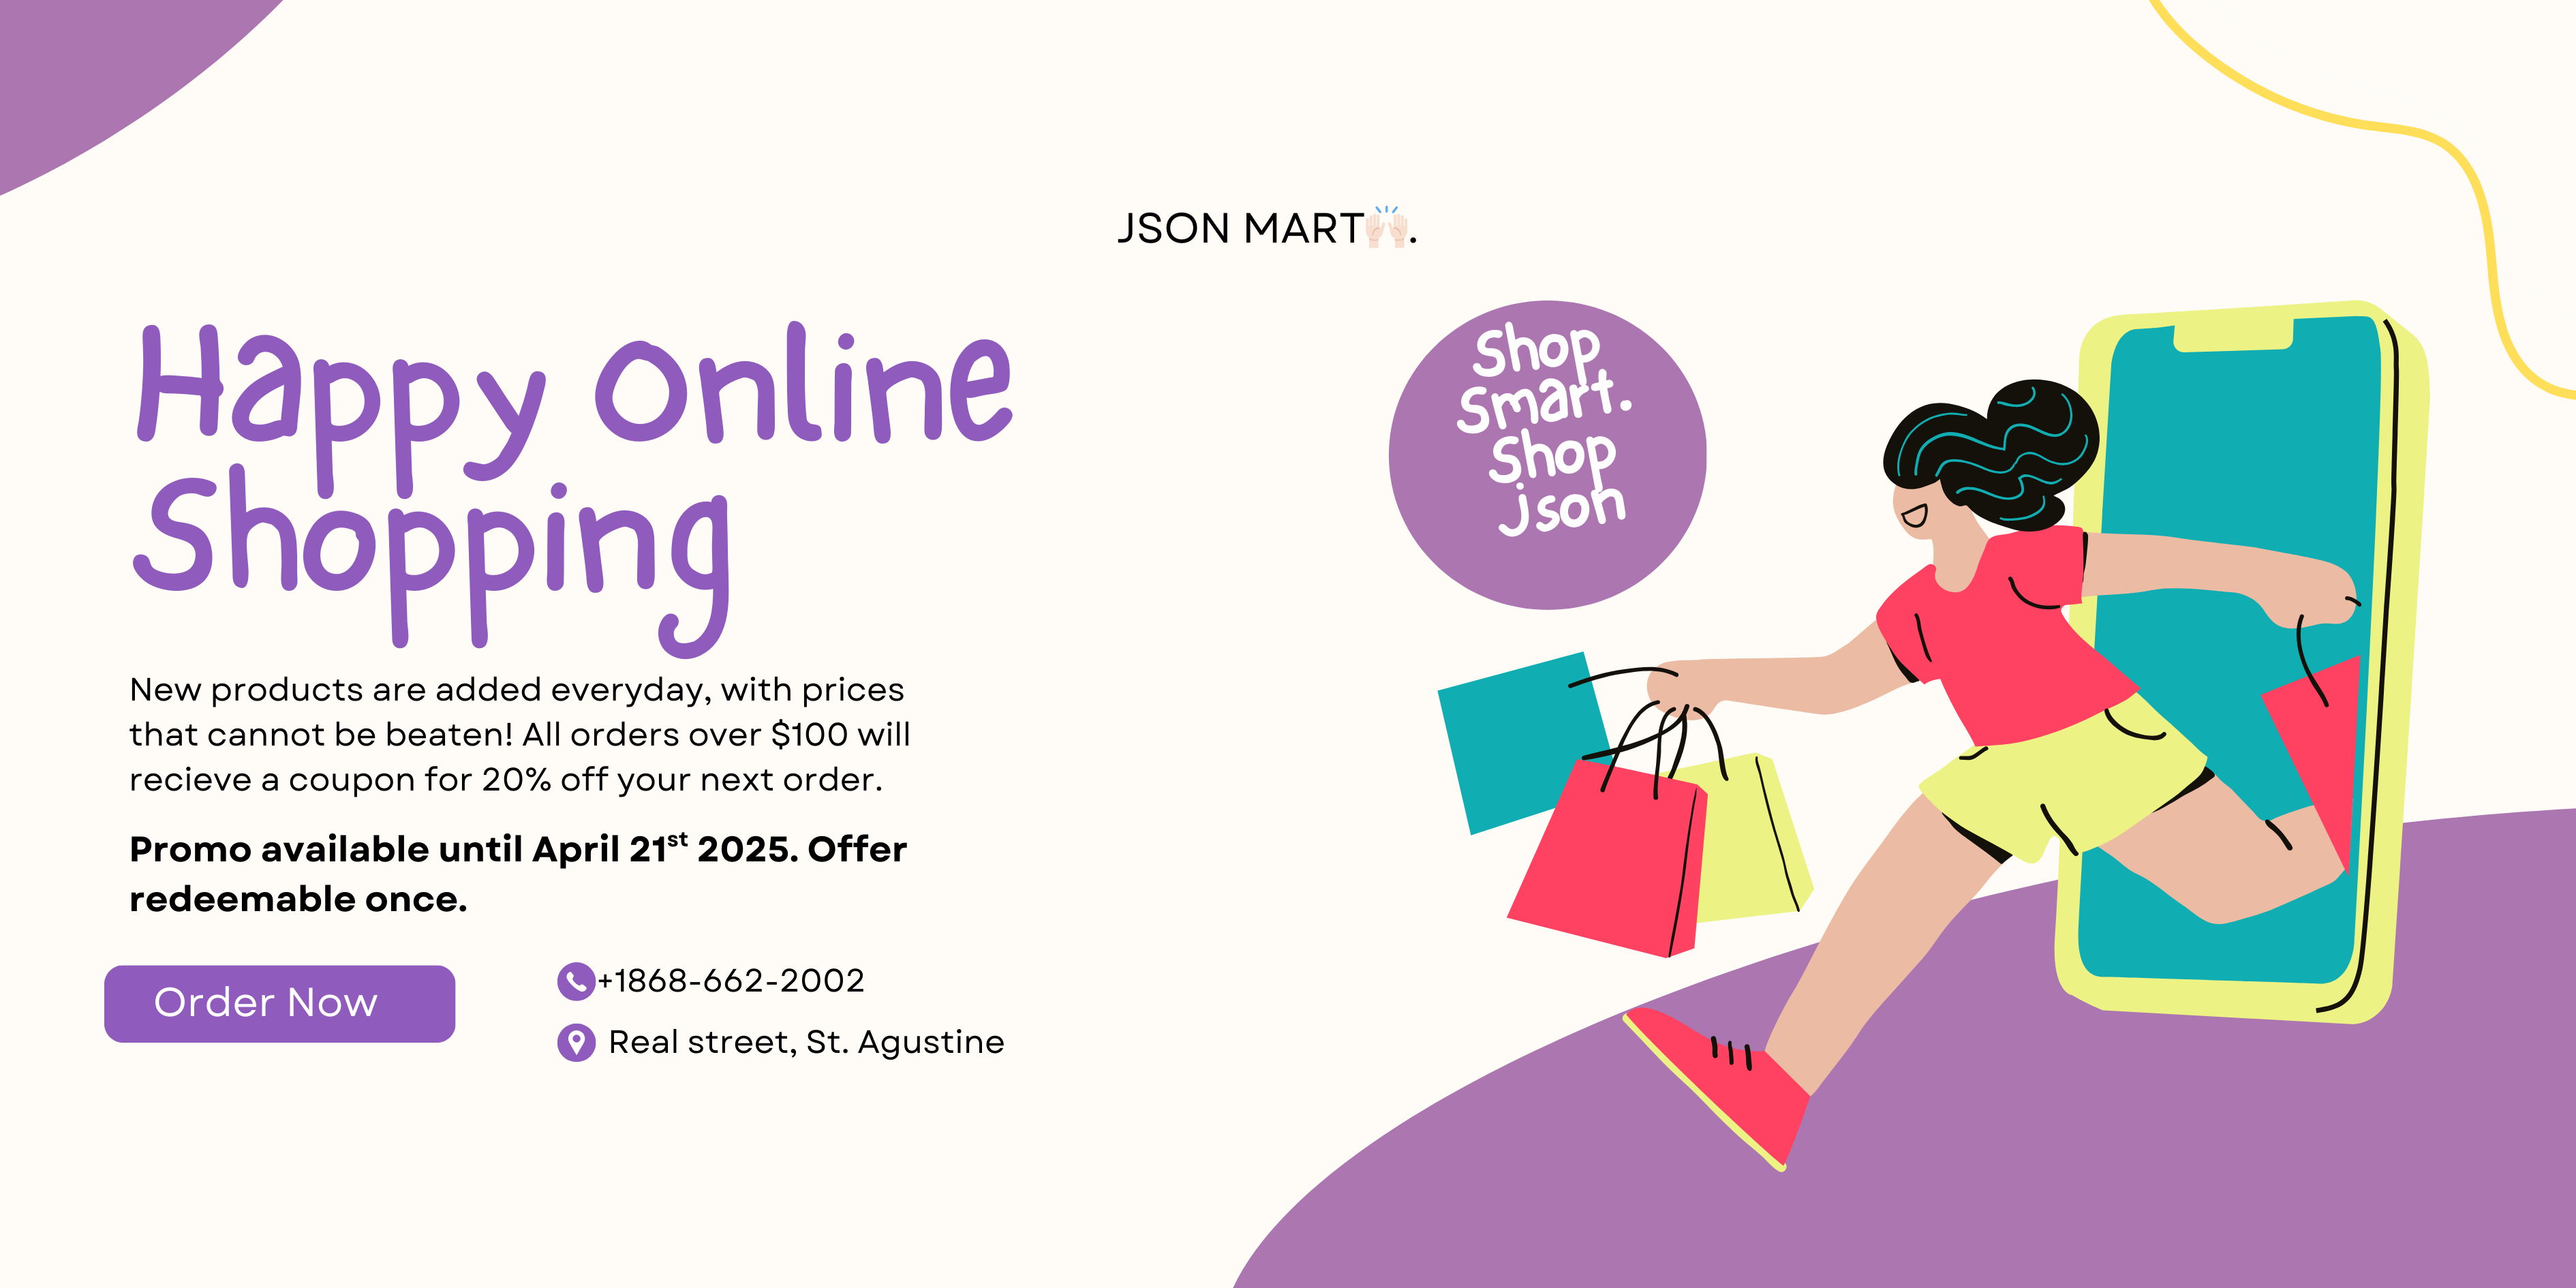 JSON MART🙌🏻.
Happy Online
Shopping
New products are added everyday, with prices
that cannot be beaten! All orders over $100 will
recieve a coupon for 20% off your next order.
Promo available until April 21st 2025. Offer
redeemable once.
Order Now
+1868-662-2002
Real street, St. Agustine
Shop
Smart.
Shop
json